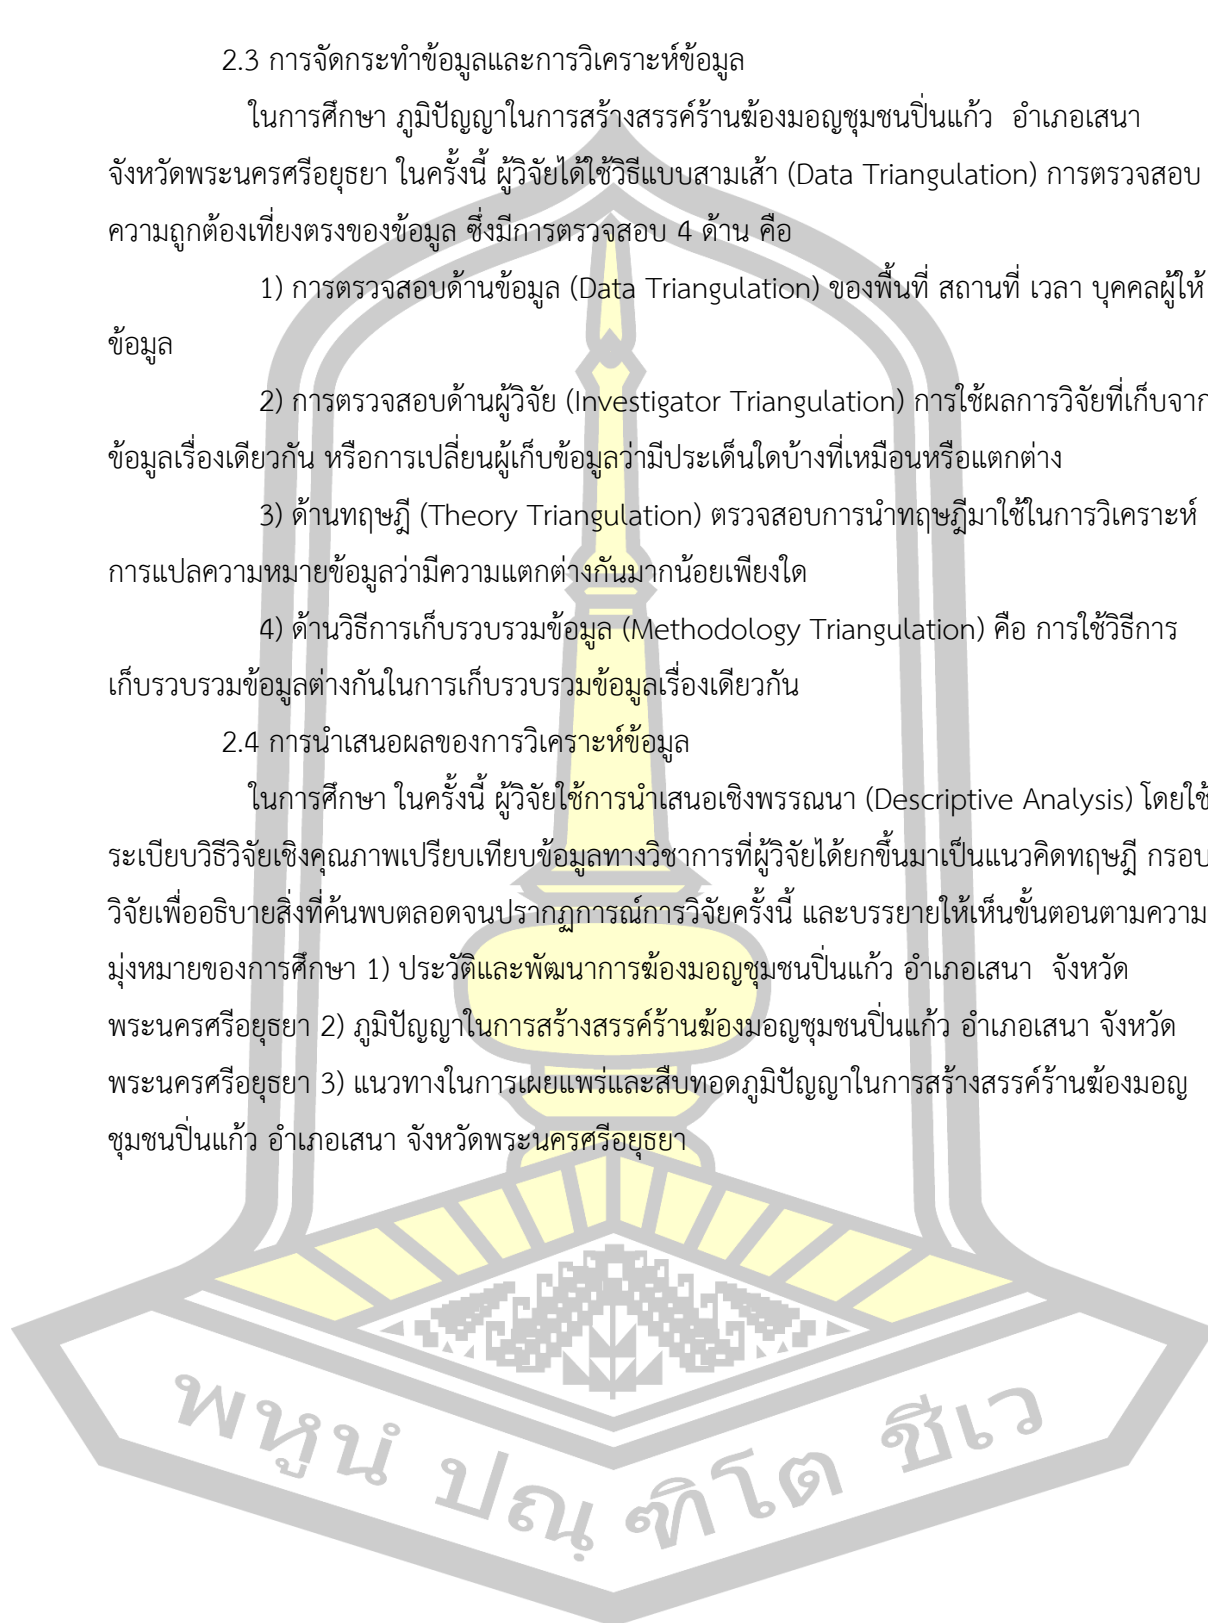 2.3 การจัดกระทำข้อมูลและการวิเคราะห์ข้อมูล
ในการศึกษา ภูมิปัญญาในการสร้างสรรค์ร้านฆ้องมอญชุมชนปิ่นแก้ว อำเภอเสนา
จังหวัดพระนครศรีอยุธยา ในครั้งนี้ ผู้วิจัยได้ใช้วิธีแบบสามเส้า (Data Triangulation) การตรวจสอบ
ความถูกต้องเที่ยงตรงของข้อมูล ซึ่งมีการตรวจสอบ 4 ด้าน คือ
1) การตรวจสอบด้านข้อมูล (Data Triangulation) ของพื้นที่ สถานที่ เวลา บุคคลผู้ให้
ข้อมูล
2) การตรวจสอบด้านผู้วิจัย (Investigator Triangulation) การใช้ผลการวิจัยที่เก็บจาก
ข้อมูลเรื่องเดียวกัน หรือการเปลี่ยนผู้เก็บข้อมูลว่ามีประเด็นใดบ้างที่เหมือนหรือแตกต่าง
3) ด้านทฤษฎี (Theory Triangulation) ตรวจสอบการนำทฤษฎีมาใช้ในการวิเคราะห์
การแปลความหมายข้อมูลว่ามีความแตกต่างกันมากน้อยเพียงใด
4) ด้านวิธีการเก็บรวบรวมข้อมูล (Methodology Triangulation) คือ การใช้วิธีการ
เก็บรวบรวมข้อมูลต่างกันในการเก็บรวบรวมข้อมูลเรื่องเดียวกัน
2.4 การนำเสนอผลของการวิเคราะห์ข้อมูล
ในการศึกษา ในครั้งนี้ ผู้วิจัยใช้การนำเสนอเชิงพรรณนา (Descriptive Analysis) โดยใช้
ระเบียบวิธีวิจัยเชิงคุณภาพเปรียบเทียบข้อมูลทางวิชาการที่ผู้วิจัยได้ยกขึ้นมาเป็นแนวคิดทฤษฎี กรอบ
วิจัยเพื่ออธิบายสิ่งที่ค้นพบตลอดจนปรากฏการณ์การวิจัยครั้งนี้ และบรรยายให้เห็นขั้นตอนตามความ
มุ่งหมายของการศึกษา 1) ประวัติและพัฒนาการฆ้องมอญชุมชนปิ่นแก้ว อำเภอเสนา จังหวัด
พระนครศรีอยุธยา 2) ภูมิปัญญาในการสร้างสรรค์ร้านฆ้องมอญชุมชนปิ่นแก้ว อำเภอเสนา จังหวัด
พระนครศรีอยุธยา 3) แนวทางในการเผยแพร่และสืบทอดภูมิปัญญาในการสร้างสรรค์ร้านฆ้องมอญ
ชุมชนปิ่นแก้ว อำเภอเสนา จังหวัดพระนครศรีอยุธยา
พหูนํ ปณฺ ฑิโต ชีเว